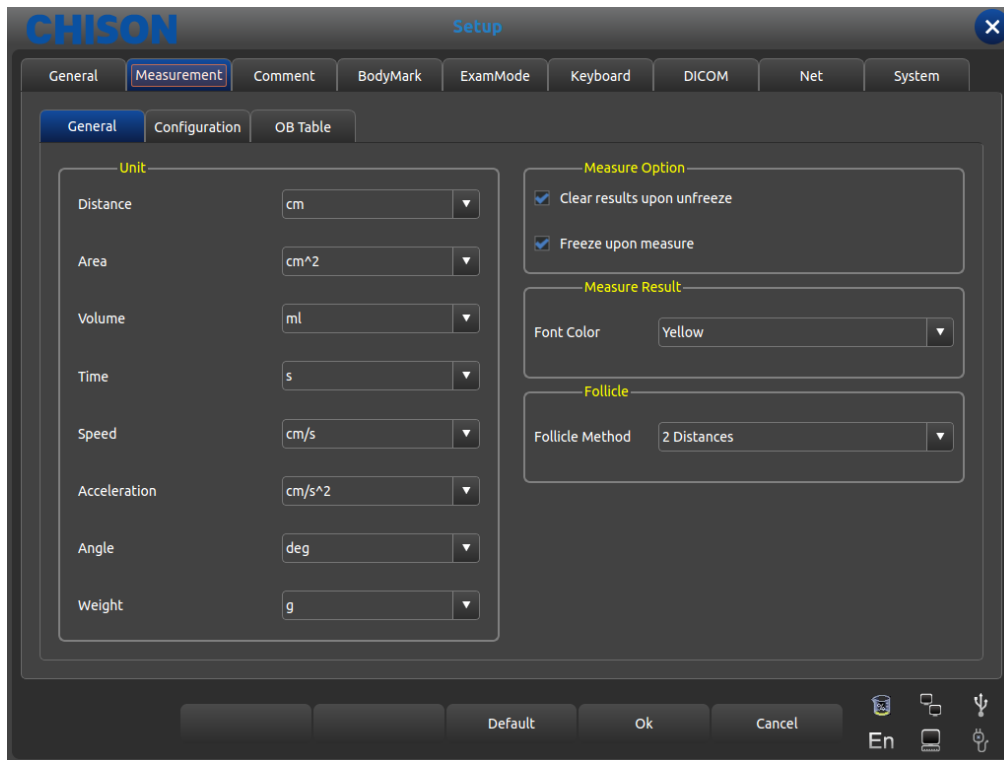 CHISON
Setup
General Measurement Comment BodyMark ExamMode Keyboard DICOM Net System
General Configuration OB Table
Unit
Distance cm
Area cm^2
Volume ml
Time s
Speed cm/s
Acceleration cm/s^2
Angle deg
Weight g
Measure Option
Clear results upon unfreeze
Freeze upon measure
Measure Result
Font Color Yellow
Follicle
Follicle Method 2 Distances
Default Ok Cancel
En